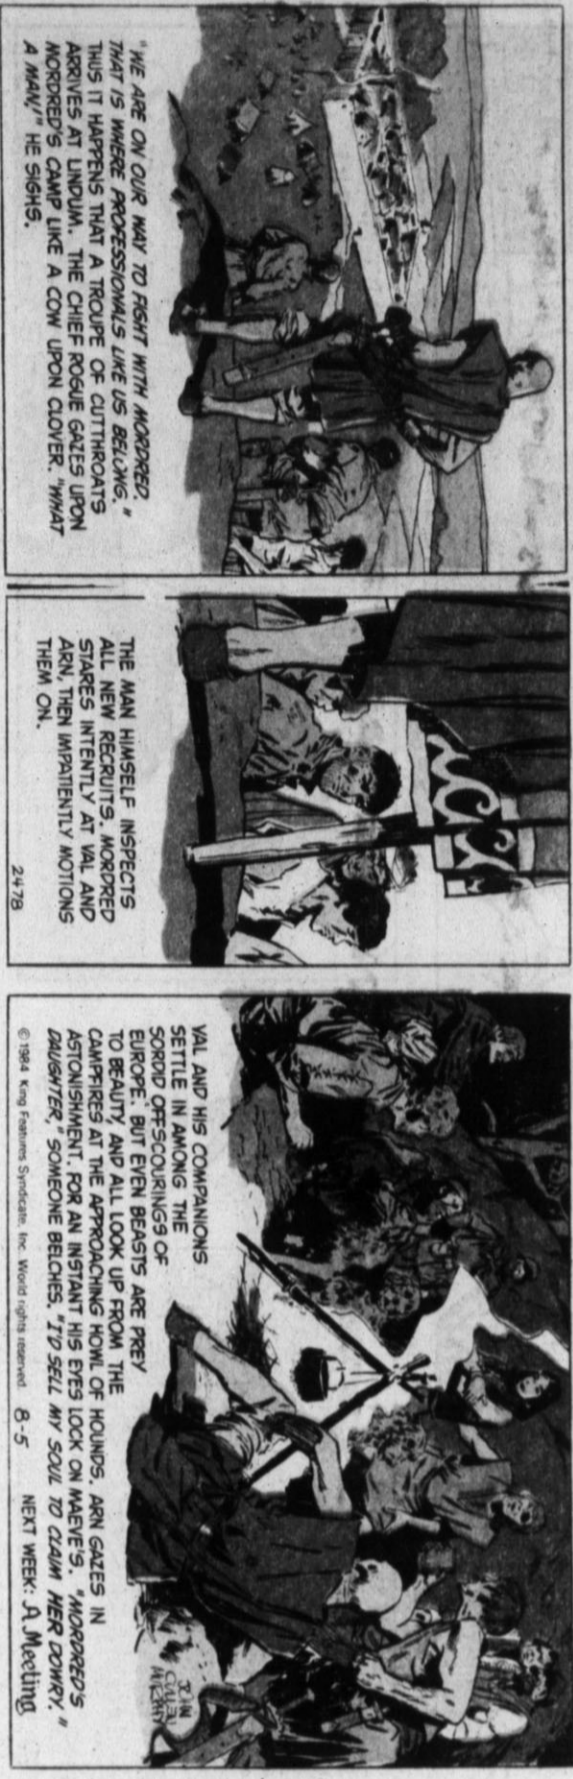 "WE ARE ON OUR WAY TO FIGHT WITH MORDRED.
THAT IS WHERE PROFESSIONALS LIKE US BELONG."
THUS IT HAPPENS THAT A TROUPE OF CUTTHROATS
ARRIVES AT LINDUM. THE CHIEF ROGUE GAZES UPON
MORDRED'S CAMP LIKE A COW UPON CLOVER. "WHAT
A MAN!" HE SIGHS.
THE MAN HIMSELF INSPECTS
ALL NEW RECRUITS. MORDRED
STARES INTENTLY AT VAL AND
ARN, THEN IMPATIENTLY MOTIONS
THEM ON.
2478
VAL AND HIS COMPANIONS
SETTLE IN AMONG THE
SORDID OFFSCOURINGS OF
EUROPE. BUT EVEN BEASTS ARE PREY
TO BEAUTY, AND ALL LOOK UP FROM THE
CAMPFIRES AT THE APPROACHING HOWL OF HOUNDS. ARN GAZES IN
ASTONISHMENT. FOR AN INSTANT HIS EYES LOCK ON MAEVE'S. "MORDRED'S
DAUGHTER," SOMEONE BELCHES. "I'D SELL MY SOUL TO CLAIM HER DOWRY."
JOHN
CULLEN
MURPHY
© 1984 King Features Syndicate, Inc. World rights reserved. 8-5 NEXT WEEK: A Meeting